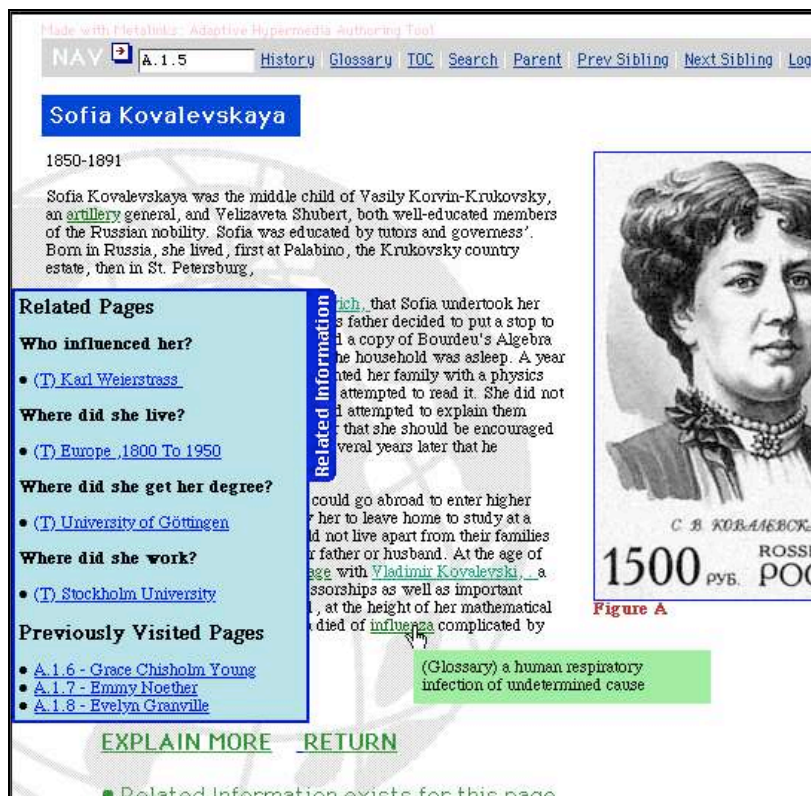 Made with Metalinks: Adaptive Hypermedia Authoring Tool
NAV A.1.5 History Glossary TOC Search Parent Prev Sibling Next Sibling Log
Sofia Kovalevskaya
1850-1891
Sofia Kovalevskaya was the middle child of Vasily Korvin-Krukovsky,
an artillery general, and Velizaveta Shubert, both well-educated members
of the Russian nobility. Sofia was educated by tutors and governess'.
Born in Russia, she lived, first at Palabino, the Krukovsky country
estate, then in St. Petersburg,
that Sofia undertook her
father decided to put a stop to
a copy of Bourdeu's Algebra
household was asleep. A year
her family with a physics
attempted to read it. She did not
attempted to explain them
that she should be encouraged
several years later that he
could go abroad to enter higher
her to leave home to study at a
not live apart from their families
father or husband. At the age of
with Vladimir Kovalevski, . a
as well as important
, at the height of her mathematical
died of influenza complicated by
Related Information
Related Pages
Who influenced her?
• (T) Karl Weierstrass
Where did she live?
• (T) Europe ,1800 To 1950
Where did she get her degree?
• (T) University of Göttingen
Where did she work?
• (T) Stockholm University
Previously Visited Pages
• A.1.6 - Grace Chisholm Young
• A.1.7 - Emmy Noether
• A.1.8 - Evelyn Granville
(Glossary) a human respiratory
infection of undetermined cause
С. В. КОВАЛЕВСК
1500 РУБ. ROSSI
РОС
Figure A
EXPLAIN MORE RETURN
• Related Information exists for this page